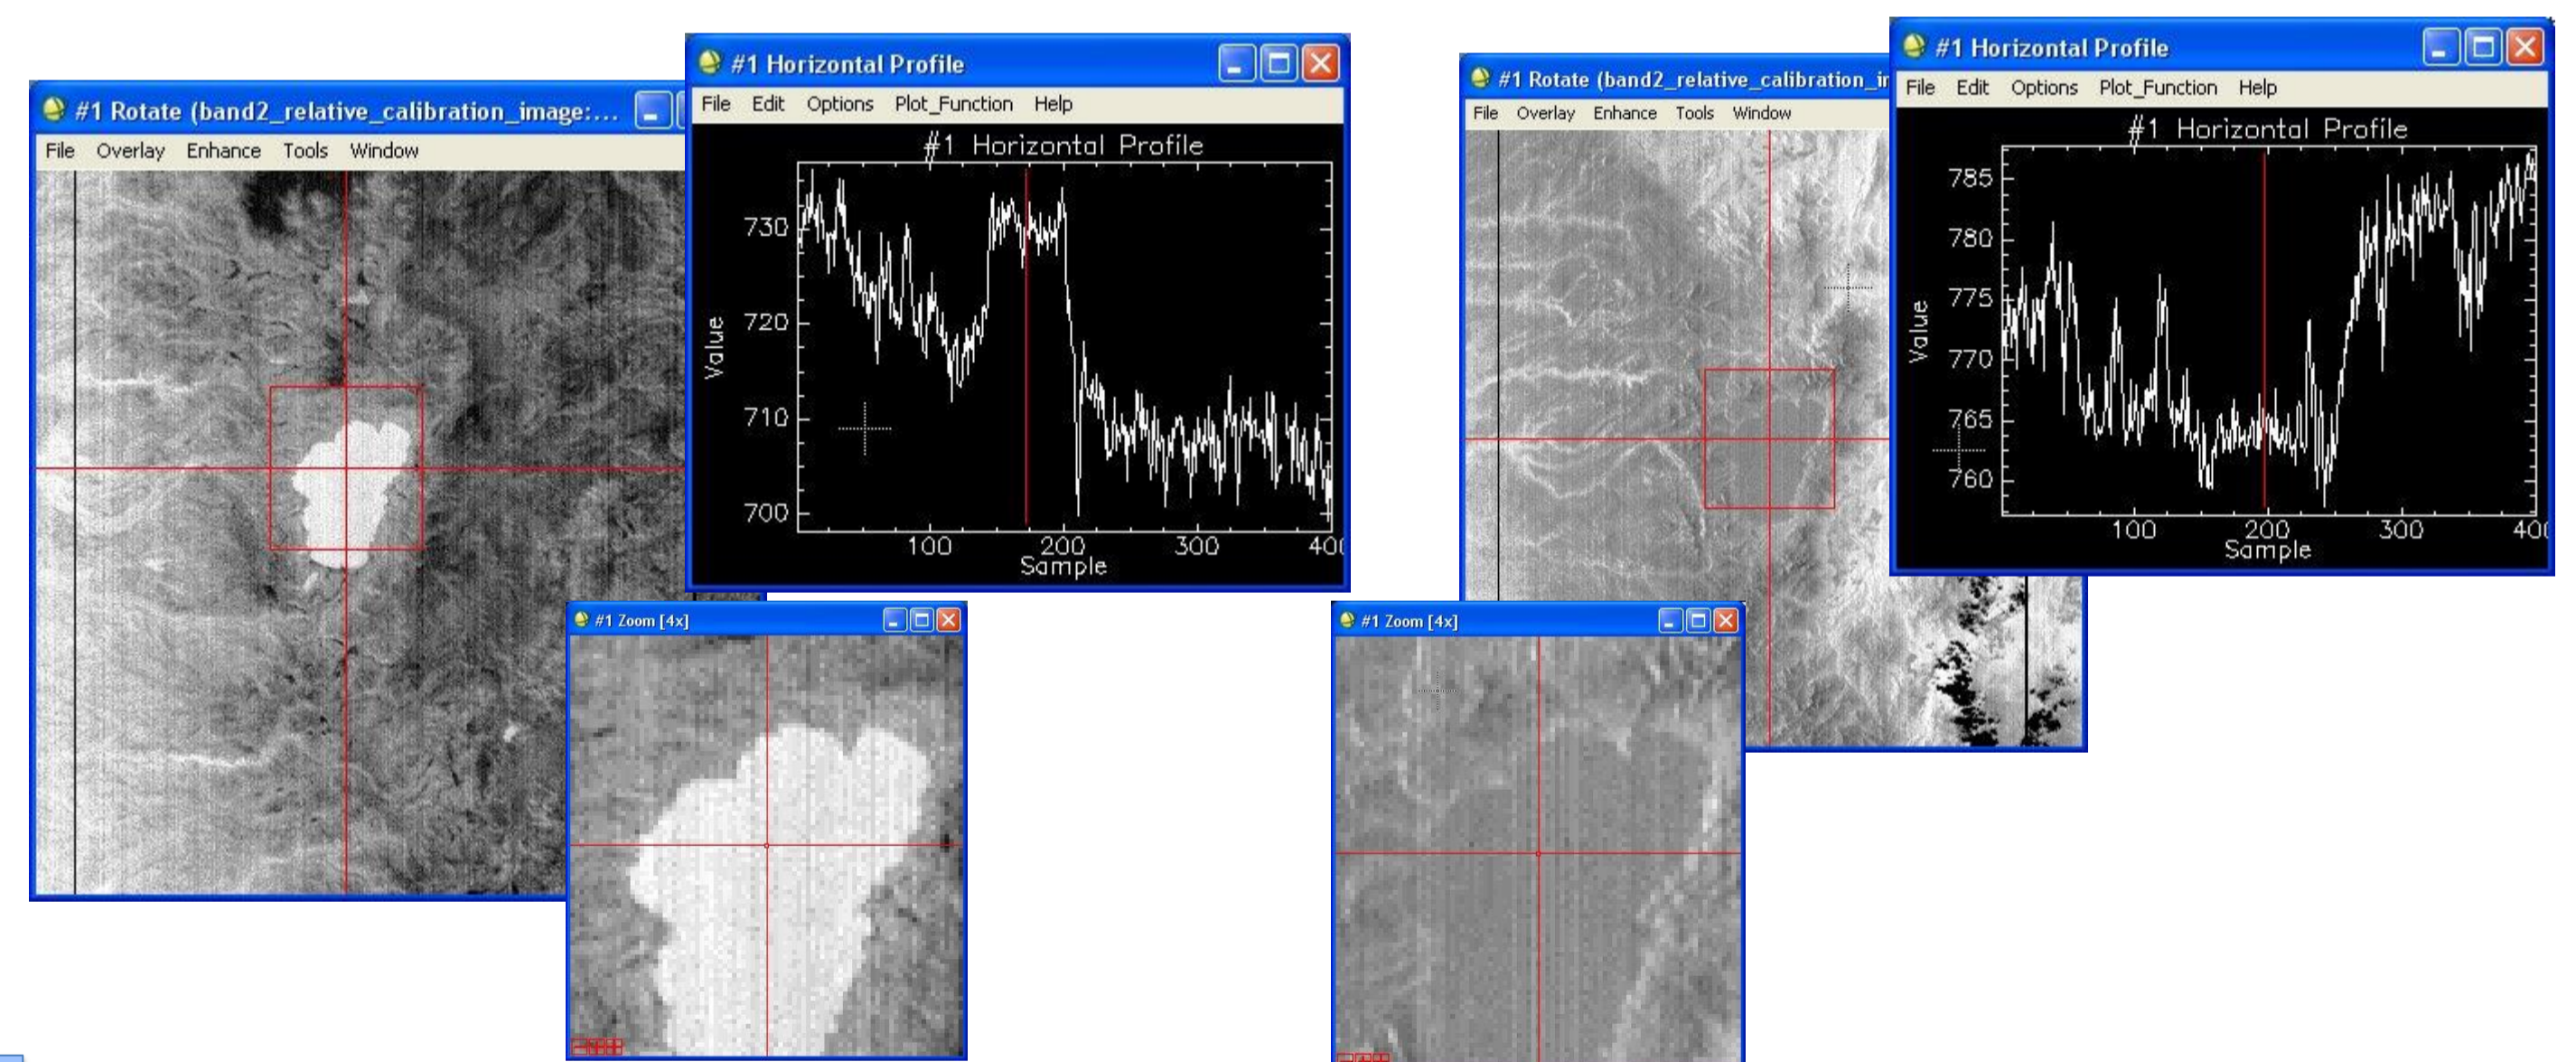 #1 Rotate (band2_relative_calibration_image:...
File Overlay Enhance Tools Window
#1 Horizontal Profile
File Edit Options Plot_Function Help
#1 Horizontal Profile
730
720
710
700
Value
100 200 300 400
Sample
#1 Zoom [4x]
#1 Rotate (band2_relative_calibration_ir
File Overlay Enhance Tools Window
#1 Horizontal Profile
File Edit Options Plot_Function Help
#1 Horizontal Profile
785
780
775
770
765
760
Value
100 200 300 400
Sample
#1 Zoom [4x]